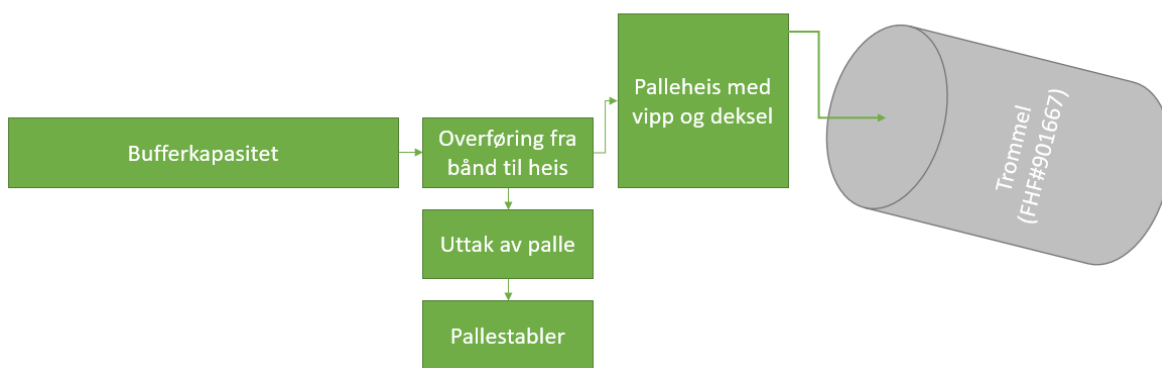 Bufferkapasitet
Overføring fra
bånd til heis
Palleheis med
vipp og deksel
Trommel
(FHF#901667)
Uttak av palle
Pallestabler